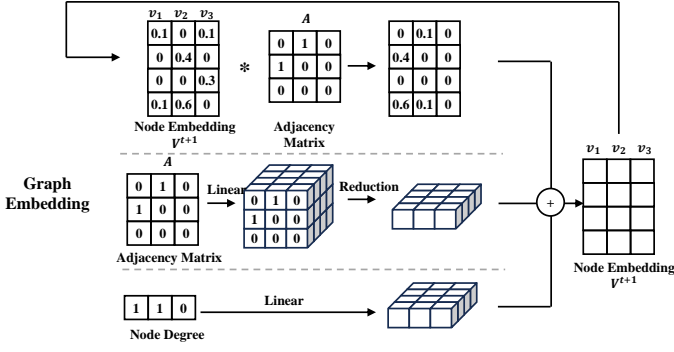 v₁ v₂ v₃
0.1 0 0.1
0 0.4 0
0 0 0.3
0.1 0.6 0
Node Embedding
Vᵗ⁺¹
*
A
0 1 0
1 0 0
0 0 0
Adjacency
Matrix
0 0.1 0
0.4 0 0
0 0 0
0.6 0.1 0
Graph
Embedding
A
0 1 0
1 0 0
0 0 0
Adjacency Matrix
Linear
0 1 0
1 0 0
0 0 0
Reduction
1 1 0
Node Degree
Linear
+
v₁ v₂ v₃
Node Embedding
Vᵗ⁺¹